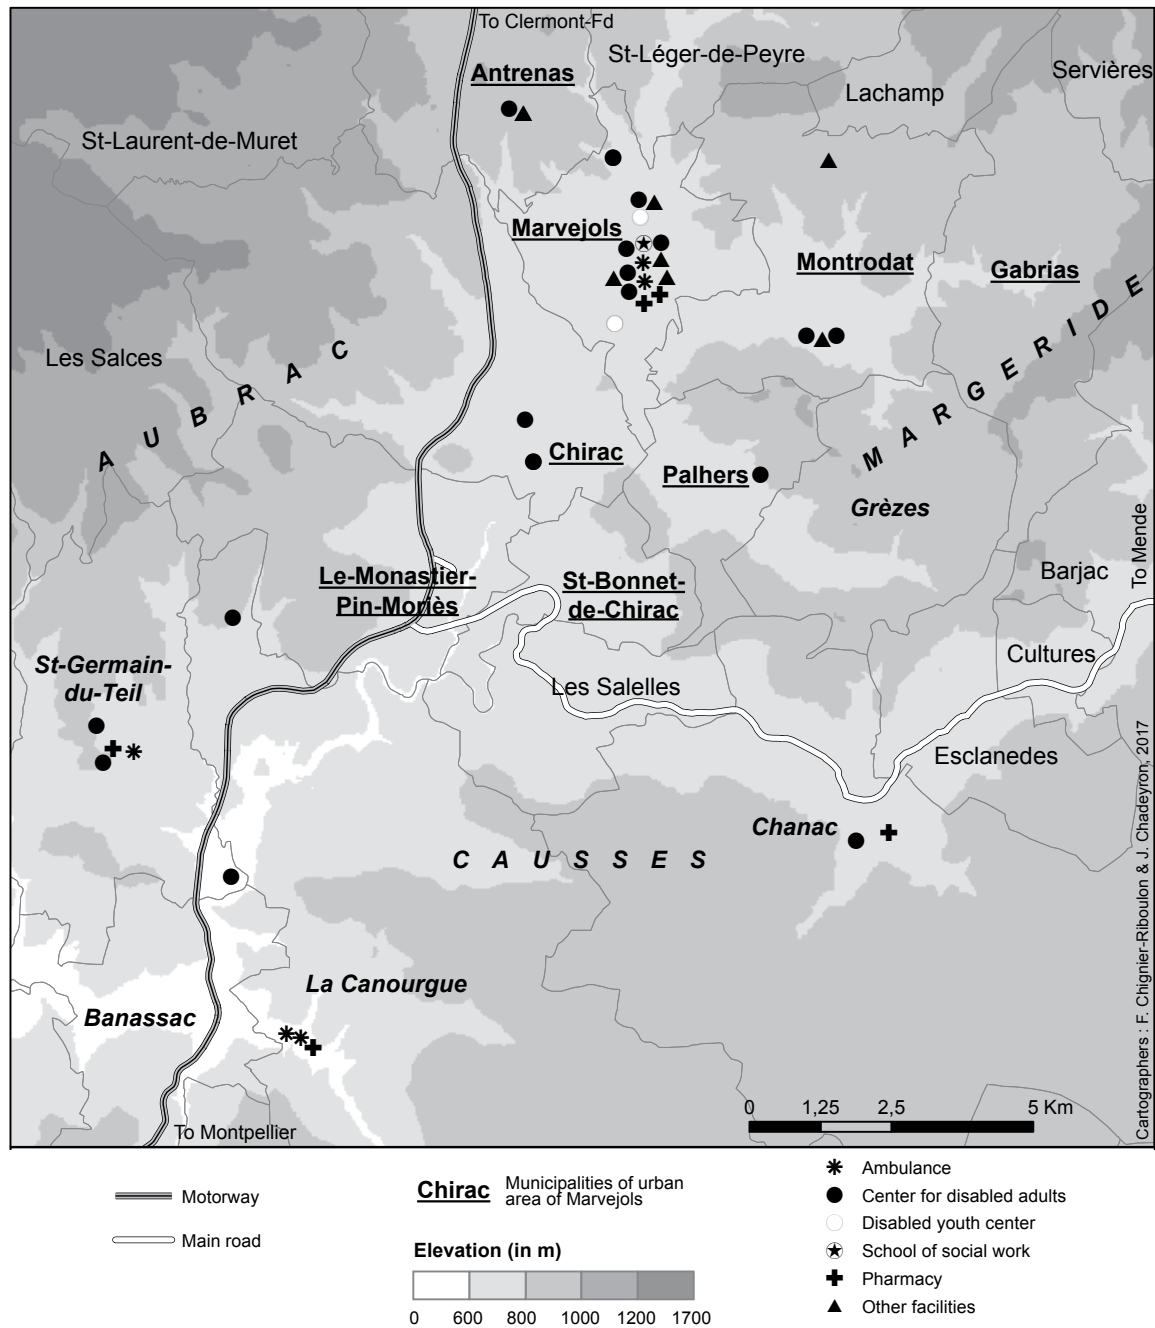 To Clermont-Fd
St-Léger-de-Peyre
Servières
Antrenas
Lachamp
St-Laurent-de-Muret
Marvejols
Montrodat
Gabrias
Les Salces
AUBRAC
MARGERIDE
Chirac
Palhers
Grèzes
To Mende
Le-Monastier-
Pin-Moriès
St-Bonnet-
de-Chirac
Barjac
St-Germain-
du-Teil
Cultures
Les Salelles
Esclanedes
Chanac
CAUSSES
La Canourgue
Banassac
To Montpellier
0 1,25 2,5 5 Km
Cartographers : F. Chignier-Riboulon & J. Chadeyron, 2017
Motorway
Main road
Chirac
Municipalities of urban
area of Marvejols
Elevation (in m)
0 600 800 1000 1200 1700
Ambulance
Center for disabled adults
Disabled youth center
School of social work
Pharmacy
Other facilities